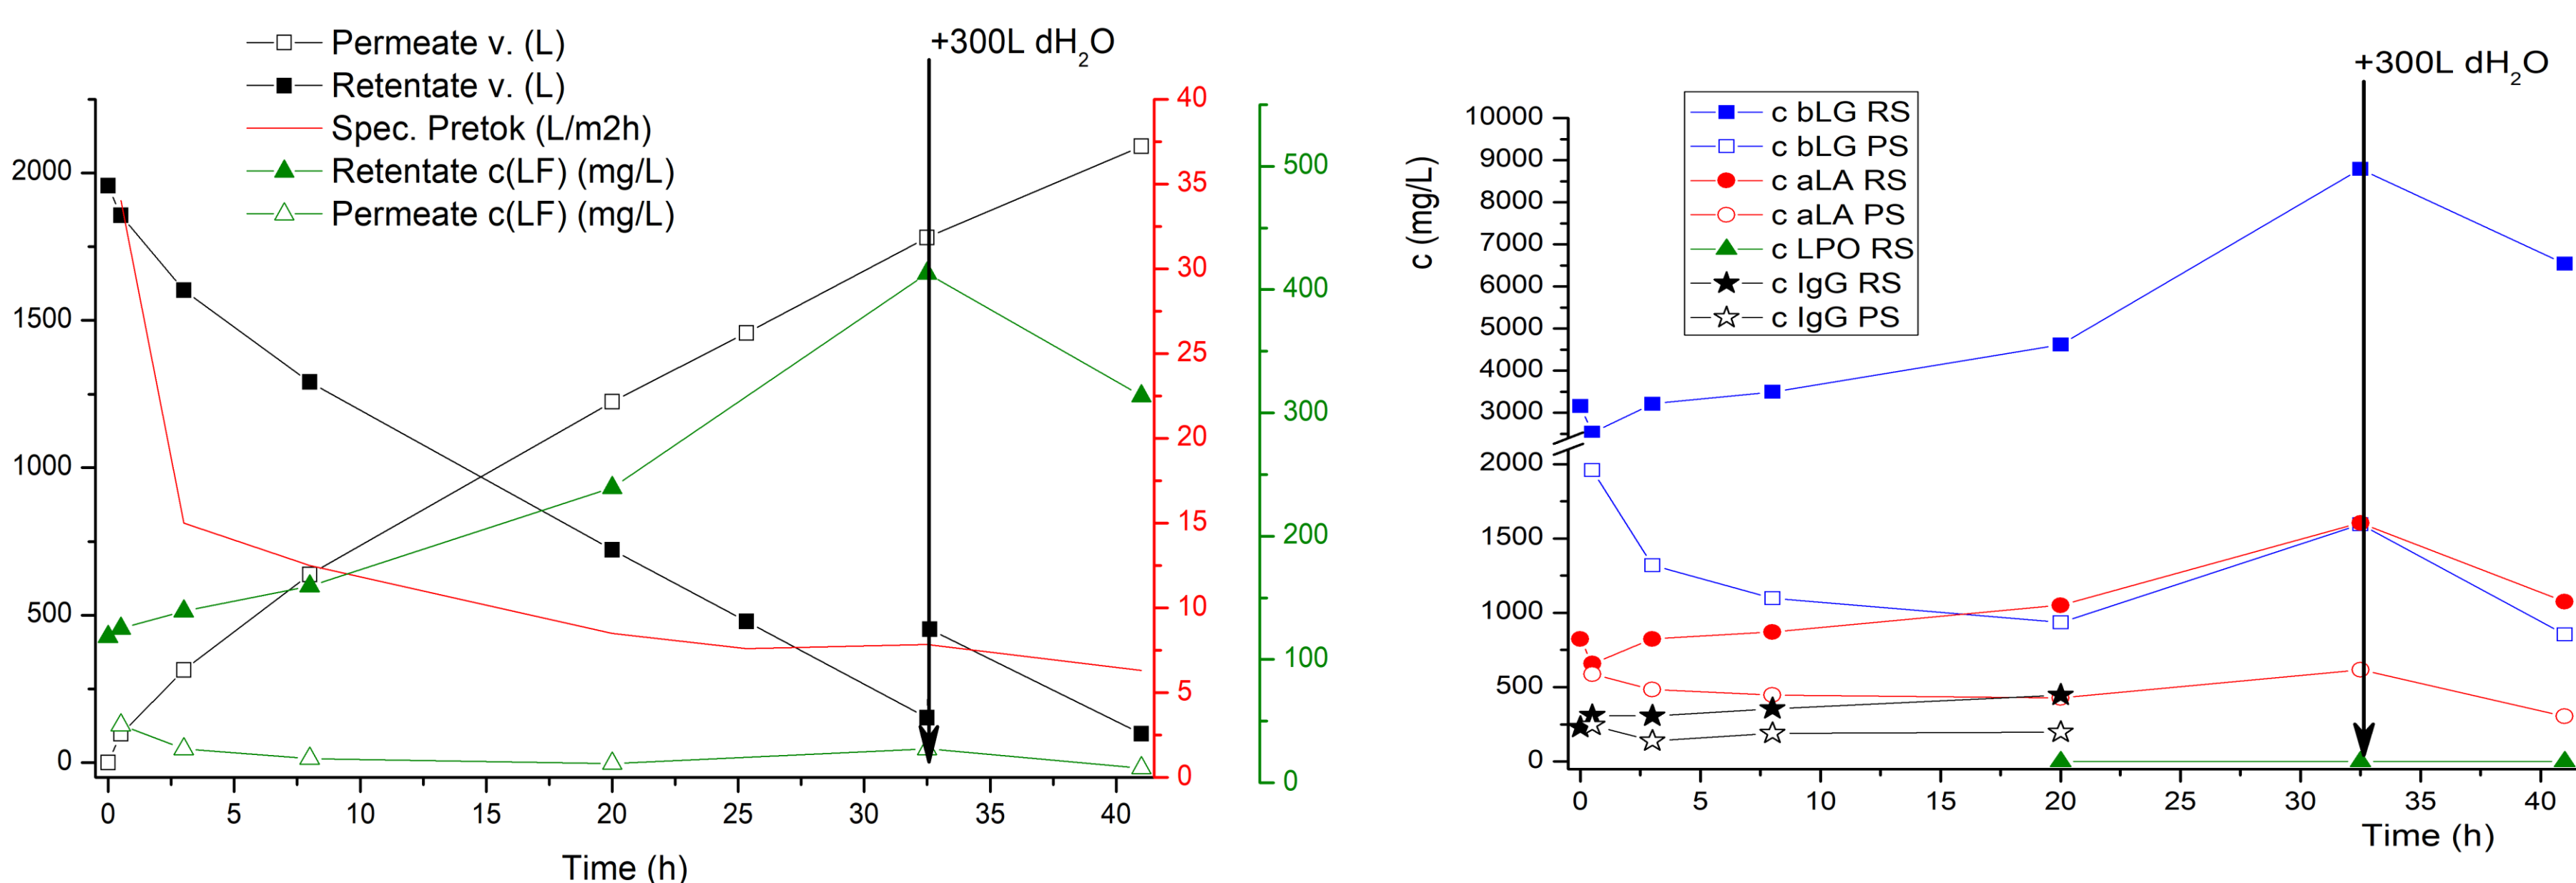 Permeate v. (L)
Retentate v. (L)
Spec. Pretok (L/m2h)
Retentate c(LF) (mg/L)
Permeate c(LF) (mg/L)
+300L dH₂O
2000
1500
1000
500
0
40
35
30
25
20
15
10
5
0
500
400
300
200
100
0
0 5 10 15 20 25 30 35 40
Time (h)
+300L dH₂O
c bLG RS
c bLG PS
c aLA RS
c aLA PS
c LPO RS
c IgG RS
c IgG PS
c (mg/L)
10000
9000
8000
7000
6000
5000
4000
3000
2000
1500
1000
500
0
0 5 10 15 20 25 30 35 40
Time (h)